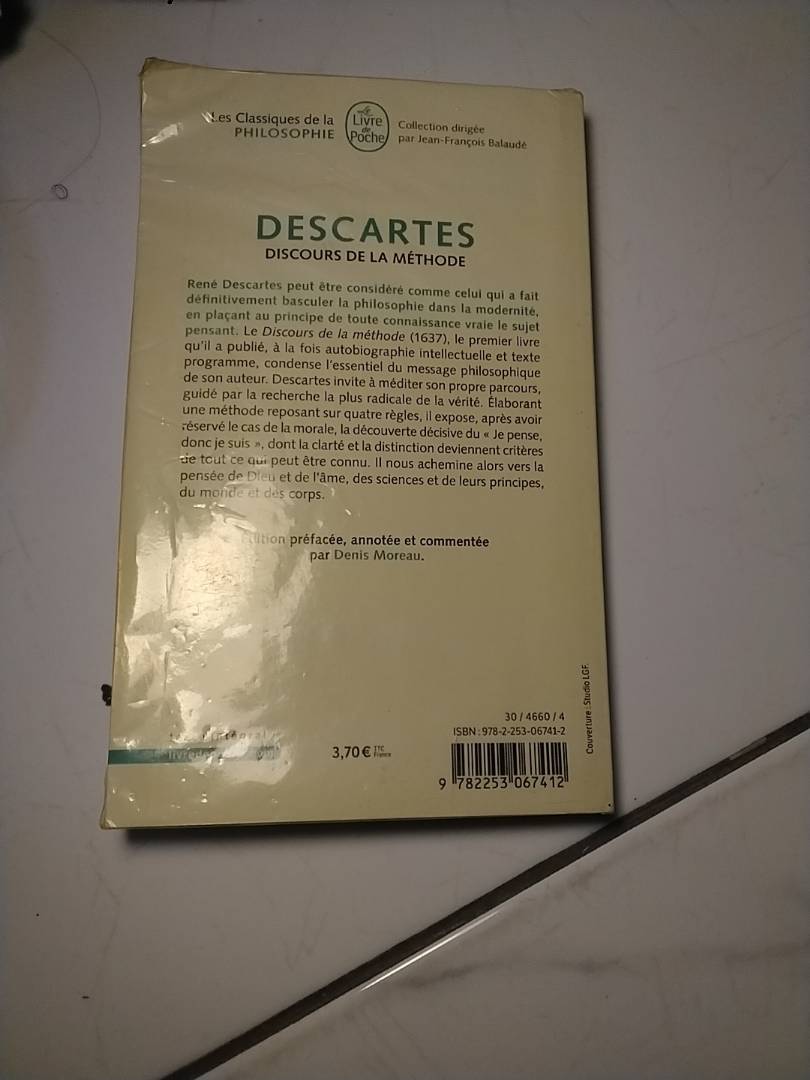 Les Classiques de la
PHILOSOPHIE
Le
Livre
de
Poche
Collection dirigée
par Jean-François Balaudé
DESCARTES
DISCOURS DE LA MÉTHODE
René Descartes peut être considéré comme celui qui a fait
définitivement basculer la philosophie dans la modernité,
en plaçant au principe de toute connaissance vraie le sujet
pensant. Le Discours de la méthode (1637), le premier livre
qu'il a publié, à la fois autobiographie intellectuelle et texte
programme, condense l'essentiel du message philosophique
de son auteur. Descartes invite à méditer son propre parcours,
guidé par la recherche la plus radicale de la vérité. Élaborant
une méthode reposant sur quatre règles, il expose, après avoir
réservé le cas de la morale, la découverte décisive du « Je pense,
donc je suis », dont la clarté et la distinction deviennent critères
de tout ce qui peut être connu. Il nous achemine alors vers la
pensée de Dieu et de l'âme, des sciences et de leurs principes,
du monde et des corps.
Édition préfacée, annotée et commentée
par Denis Moreau.
30 / 4660 / 4
ISBN : 978-2-253-06741-2
3,70 € TTC
France
9 782253 067412
Couverture : Studio LGF.